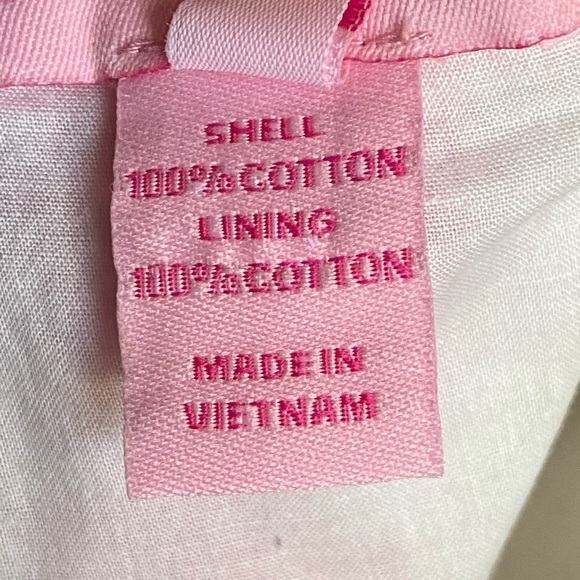 SHELL
100% COTTON
LINING
100% COTTON
MADE IN
VIETNAM